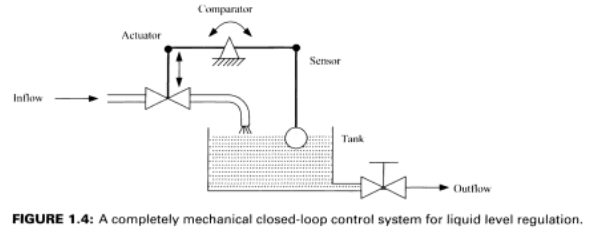 Comparator
Actuator
Sensor
Inflow
Tank
Outflow
FIGURE 1.4: A completely mechanical closed-loop control system for liquid level regulation.